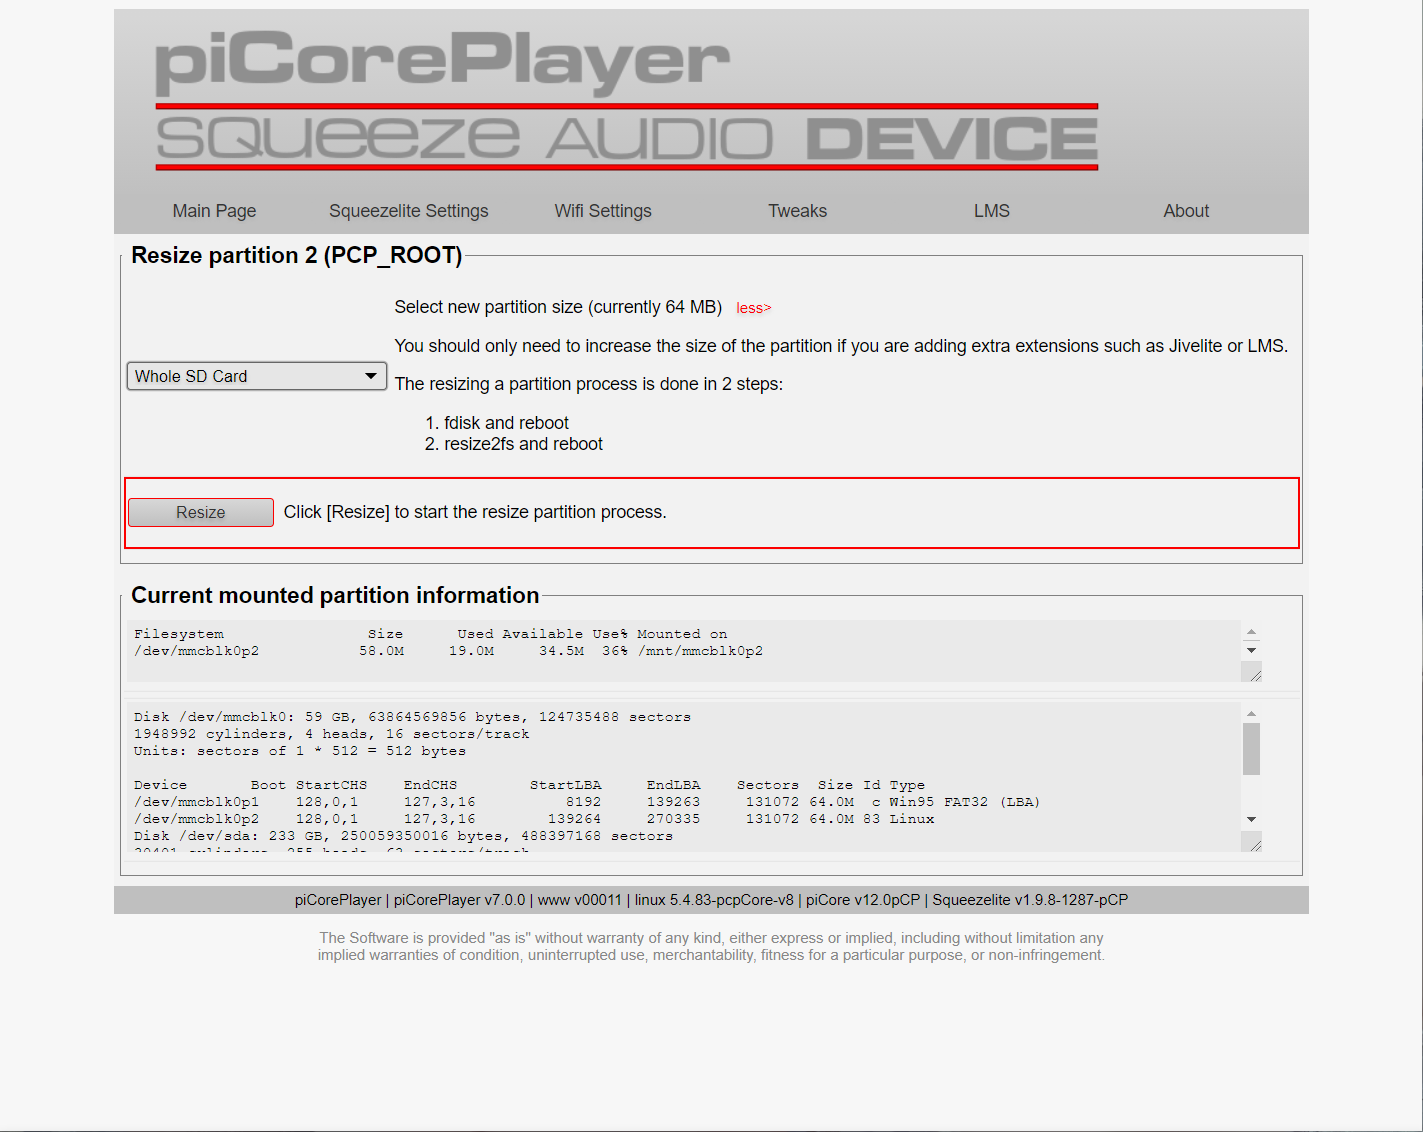 piCorePlayer
SQUEEZE AUDIO DEVICE
Main Page Squeezelite Settings Wifi Settings Tweaks LMS About
Resize partition 2 (PCP_ROOT)
Select new partition size (currently 64 MB) less>
You should only need to increase the size of the partition if you are adding extra extensions such as Jivelite or LMS.
Whole SD Card
The resizing a partition process is done in 2 steps:
1. fdisk and reboot
2. resize2fs and reboot
Resize Click [Resize] to start the resize partition process.
Current mounted partition information
Filesystem Size Used Available Use% Mounted on
/dev/mmcblk0p2 58.0M 19.0M 34.5M 36% /mnt/mmcblk0p2
Disk /dev/mmcblk0: 59 GB, 63864569856 bytes, 124735488 sectors
1948992 cylinders, 4 heads, 16 sectors/track
Units: sectors of 1 * 512 = 512 bytes
Device Boot StartCHS EndCHS StartLBA EndLBA Sectors Size Id Type
/dev/mmcblk0p1 128,0,1 127,3,16 8192 139263 131072 64.0M c Win95 FAT32 (LBA)
/dev/mmcblk0p2 128,0,1 127,3,16 139264 270335 131072 64.0M 83 Linux
Disk /dev/sda: 233 GB, 250059350016 bytes, 488397168 sectors
30401 cylinders, 255 heads, 63 sectors/track
piCorePlayer | piCorePlayer v7.0.0 | www v00011 | linux 5.4.83-pcpCore-v8 | piCore v12.0pCP | Squeezelite v1.9.8-1287-pCP
The Software is provided "as is" without warranty of any kind, either express or implied, including without limitation any
implied warranties of condition, uninterrupted use, merchantability, fitness for a particular purpose, or non-infringement.